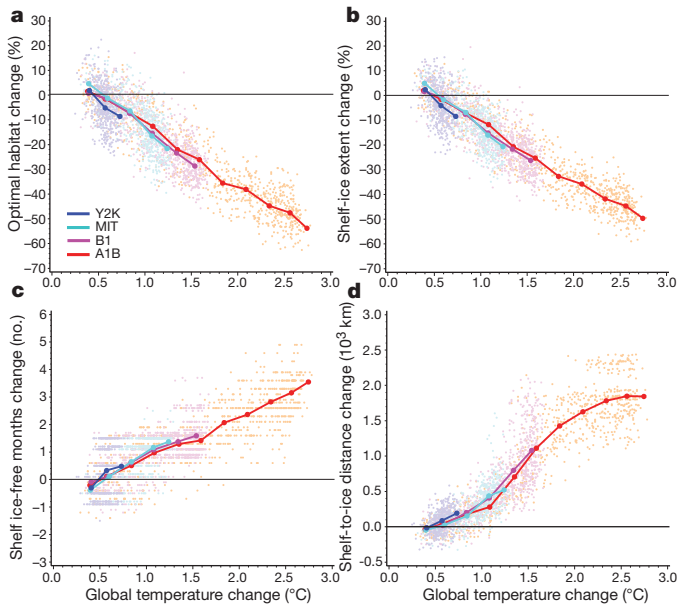 a
Optimal habitat change (%)
30
20
10
0
−10
−20
−30
−40
−50
−60
−70
Y2K
MIT
B1
A1B
0.0 0.5 1.0 1.5 2.0 2.5 3.0
b
Shelf-ice extent change (%)
30
20
10
0
−10
−20
−30
−40
−50
−60
−70
0.0 0.5 1.0 1.5 2.0 2.5 3.0
c
Shelf ice-free months change (no.)
6
5
4
3
2
1
0
−1
−2
−3
0.0 0.5 1.0 1.5 2.0 2.5 3.0
Global temperature change (°C)
d
Shelf-to-ice distance change (10³ km)
3.0
2.5
2.0
1.5
1.0
0.5
0.0
−0.5
0.0 0.5 1.0 1.5 2.0 2.5 3.0
Global temperature change (°C)